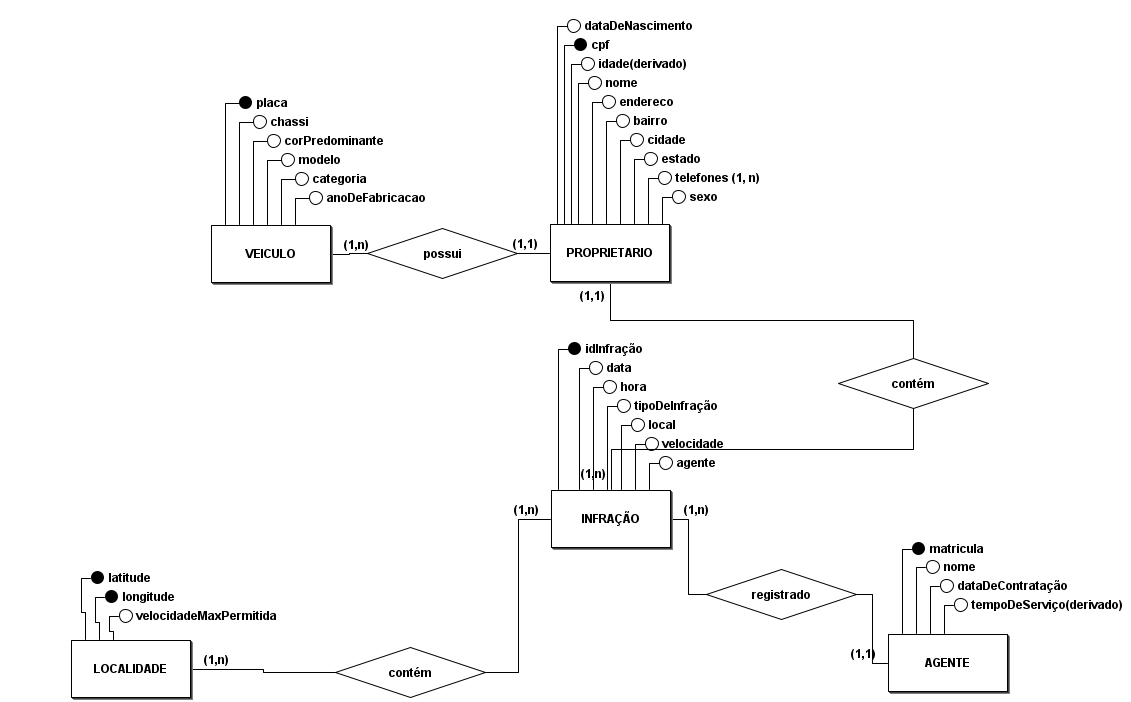 dataDeNascimento
cpf
idade(derivado)
nome
endereco
bairro
cidade
estado
telefones (1, n)
sexo
placa
chassi
corPredominante
modelo
categoria
anoDeFabricacao
VEICULO
(1,n)
possui
(1,1)
PROPRIETARIO
(1,1)
contém
idInfração
data
hora
tipoDeInfração
local
velocidade
agente
(1,n)
INFRAÇÃO
(1,n)
(1,n)
latitude
longitude
velocidadeMaxPermitida
LOCALIDADE
(1,n)
contém
registrado
matricula
nome
dataDeContratação
tempoDeServiço(derivado)
(1,1)
AGENTE